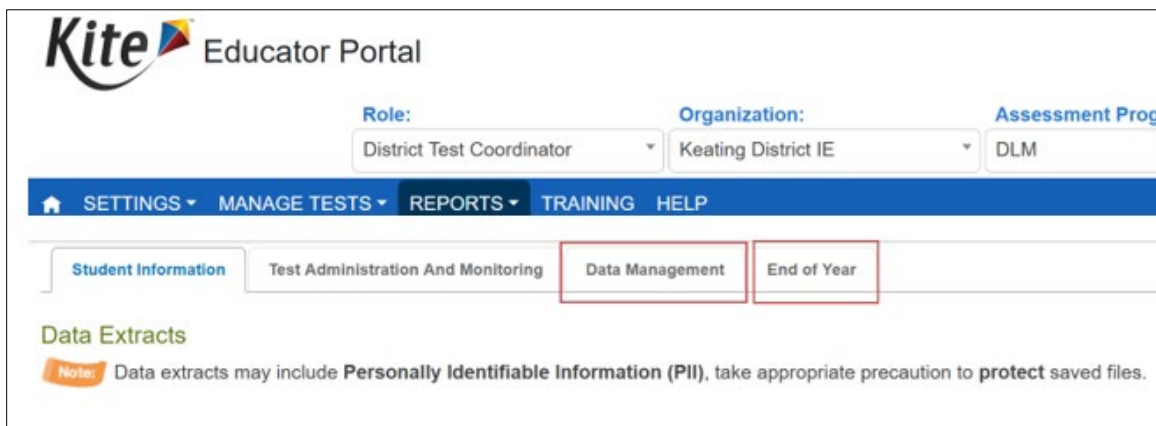 Kite Educator Portal
Role: Organization: Assessment Prog
District Test Coordinator Keating District IE DLM
SETTINGS MANAGE TESTS REPORTS TRAINING HELP
Student Information Test Administration And Monitoring Data Management End of Year
Data Extracts
Note: Data extracts may include Personally Identifiable Information (PII), take appropriate precaution to protect saved files.